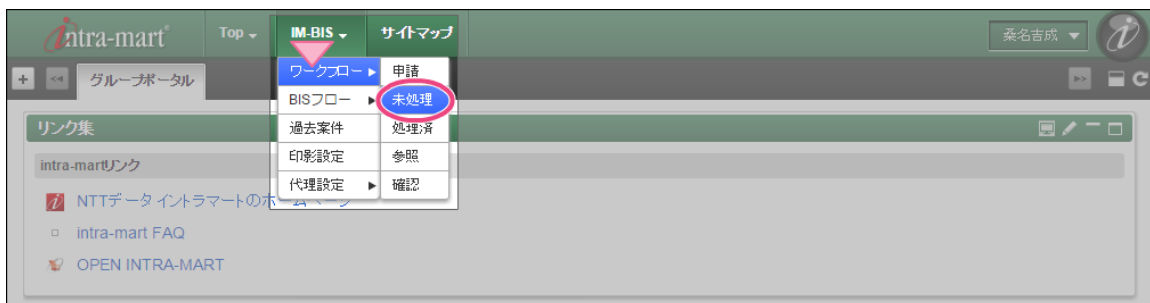 intra-mart® Top IM-BIS サイトマップ 桑名吉成
グループポータル
ワークフロー 申請
BISフロー 未処理
過去案件 処理済
印影設定 参照
代理設定 確認
リンク集
intra-martリンク
NTTデータ イントラマートのホームページ
intra-mart FAQ
OPEN INTRA-MART